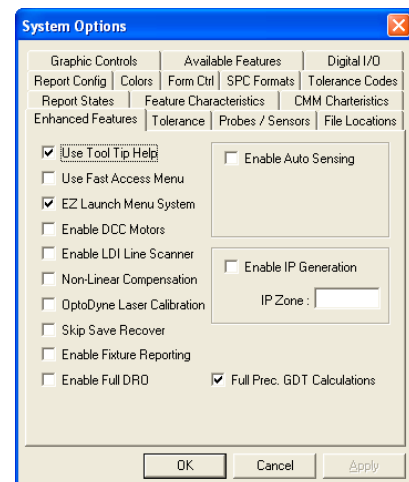 System Options
Graphic Controls Available Features Digital I/O
Report Config Colors Form Ctrl SPC Formats Tolerance Codes
Report States Feature Characteristics CMM Charteristics
Enhanced Features Tolerance Probes / Sensors File Locations
Use Tool Tip Help
Enable Auto Sensing
Use Fast Access Menu
EZ Launch Menu System
Enable DCC Motors
Enable LDI Line Scanner
Enable IP Generation
Non-Linear Compensation
OptoDyne Laser Calibration
IP Zone :
Skip Save Recover
Enable Fixture Reporting
Enable Full DRO
Full Prec. GDT Calculations
OK Cancel Apply